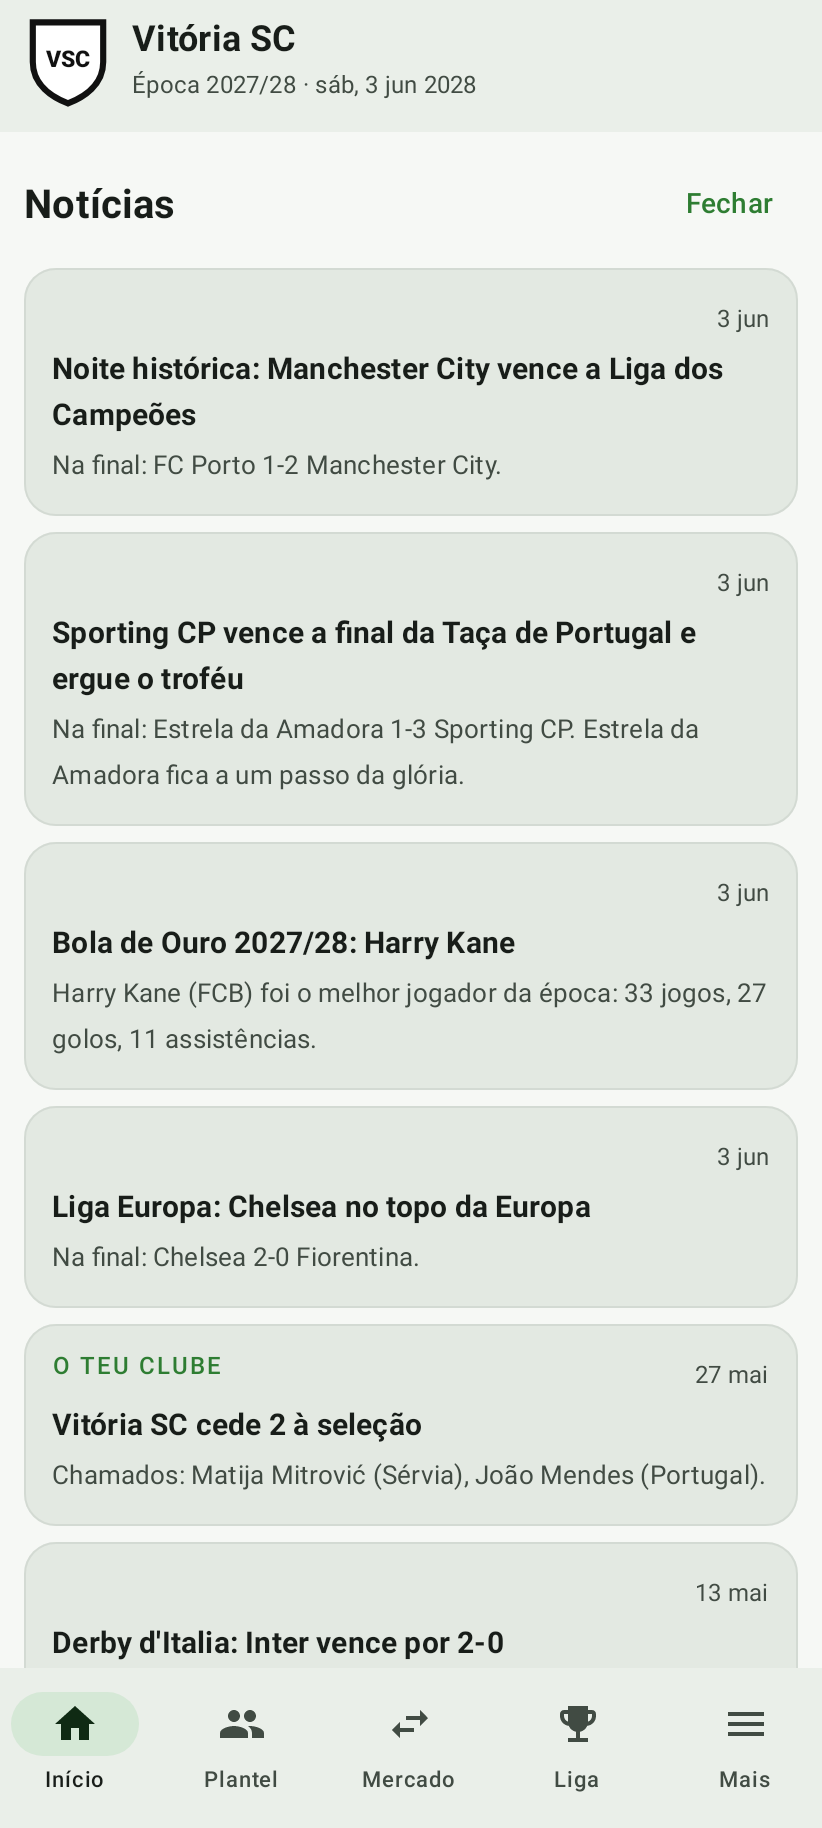 VSC
Vitória SC
Época 2027/28 · sáb, 3 jun 2028
Notícias
Fechar
3 jun
Noite histórica: Manchester City vence a Liga dos
Campeões
Na final: FC Porto 1-2 Manchester City.
3 jun
Sporting CP vence a final da Taça de Portugal e
ergue o troféu
Na final: Estrela da Amadora 1-3 Sporting CP. Estrela da
Amadora fica a um passo da glória.
3 jun
Bola de Ouro 2027/28: Harry Kane
Harry Kane (FCB) foi o melhor jogador da época: 33 jogos, 27
golos, 11 assistências.
3 jun
Liga Europa: Chelsea no topo da Europa
Na final: Chelsea 2-0 Fiorentina.
O TEU CLUBE
27 mai
Vitória SC cede 2 à seleção
Chamados: Matija Mitrović (Sérvia), João Mendes (Portugal).
13 mai
Derby d'Italia: Inter vence por 2-0
Início
Plantel
Mercado
Liga
Mais